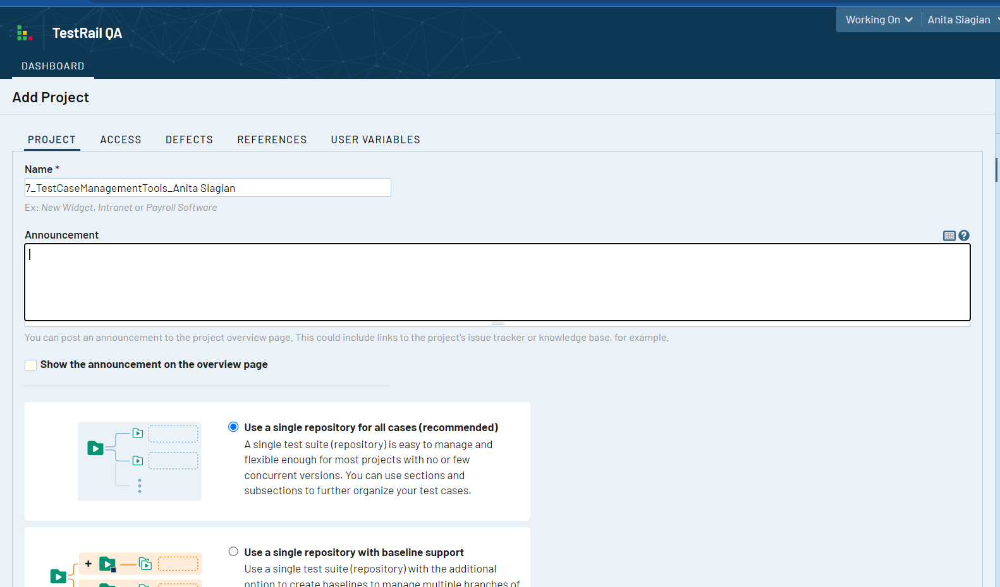 TestRail QA
Working On
Anita Siagian
DASHBOARD
Add Project
PROJECT ACCESS DEFECTS REFERENCES USER VARIABLES
Name *
7_TestCaseManagementTools_Anita Siagian
Ex: New Widget, Intranet or Payroll Software
Announcement
You can post an announcement to the project overview page. This could include links to the project's issue tracker or knowledge base, for example.
Show the announcement on the overview page
Use a single repository for all cases (recommended)
A single test suite (repository) is easy to manage and
flexible enough for most projects with no or few
concurrent versions. You can use sections and
subsections to further organize your test cases.
Use a single repository with baseline support
Use a single test suite (repository) with the additional
option to create baselines to manage multiple branches of